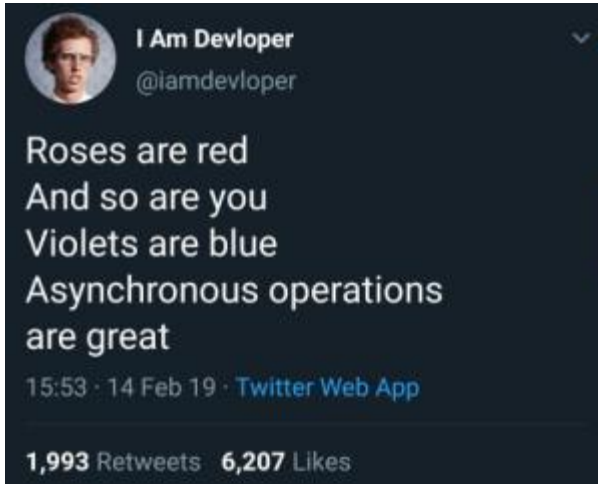 I Am Devloper
@iamdevloper
Roses are red
And so are you
Violets are blue
Asynchronous operations
are great
15:53 · 14 Feb 19 · Twitter Web App
1,993 Retweets 6,207 Likes